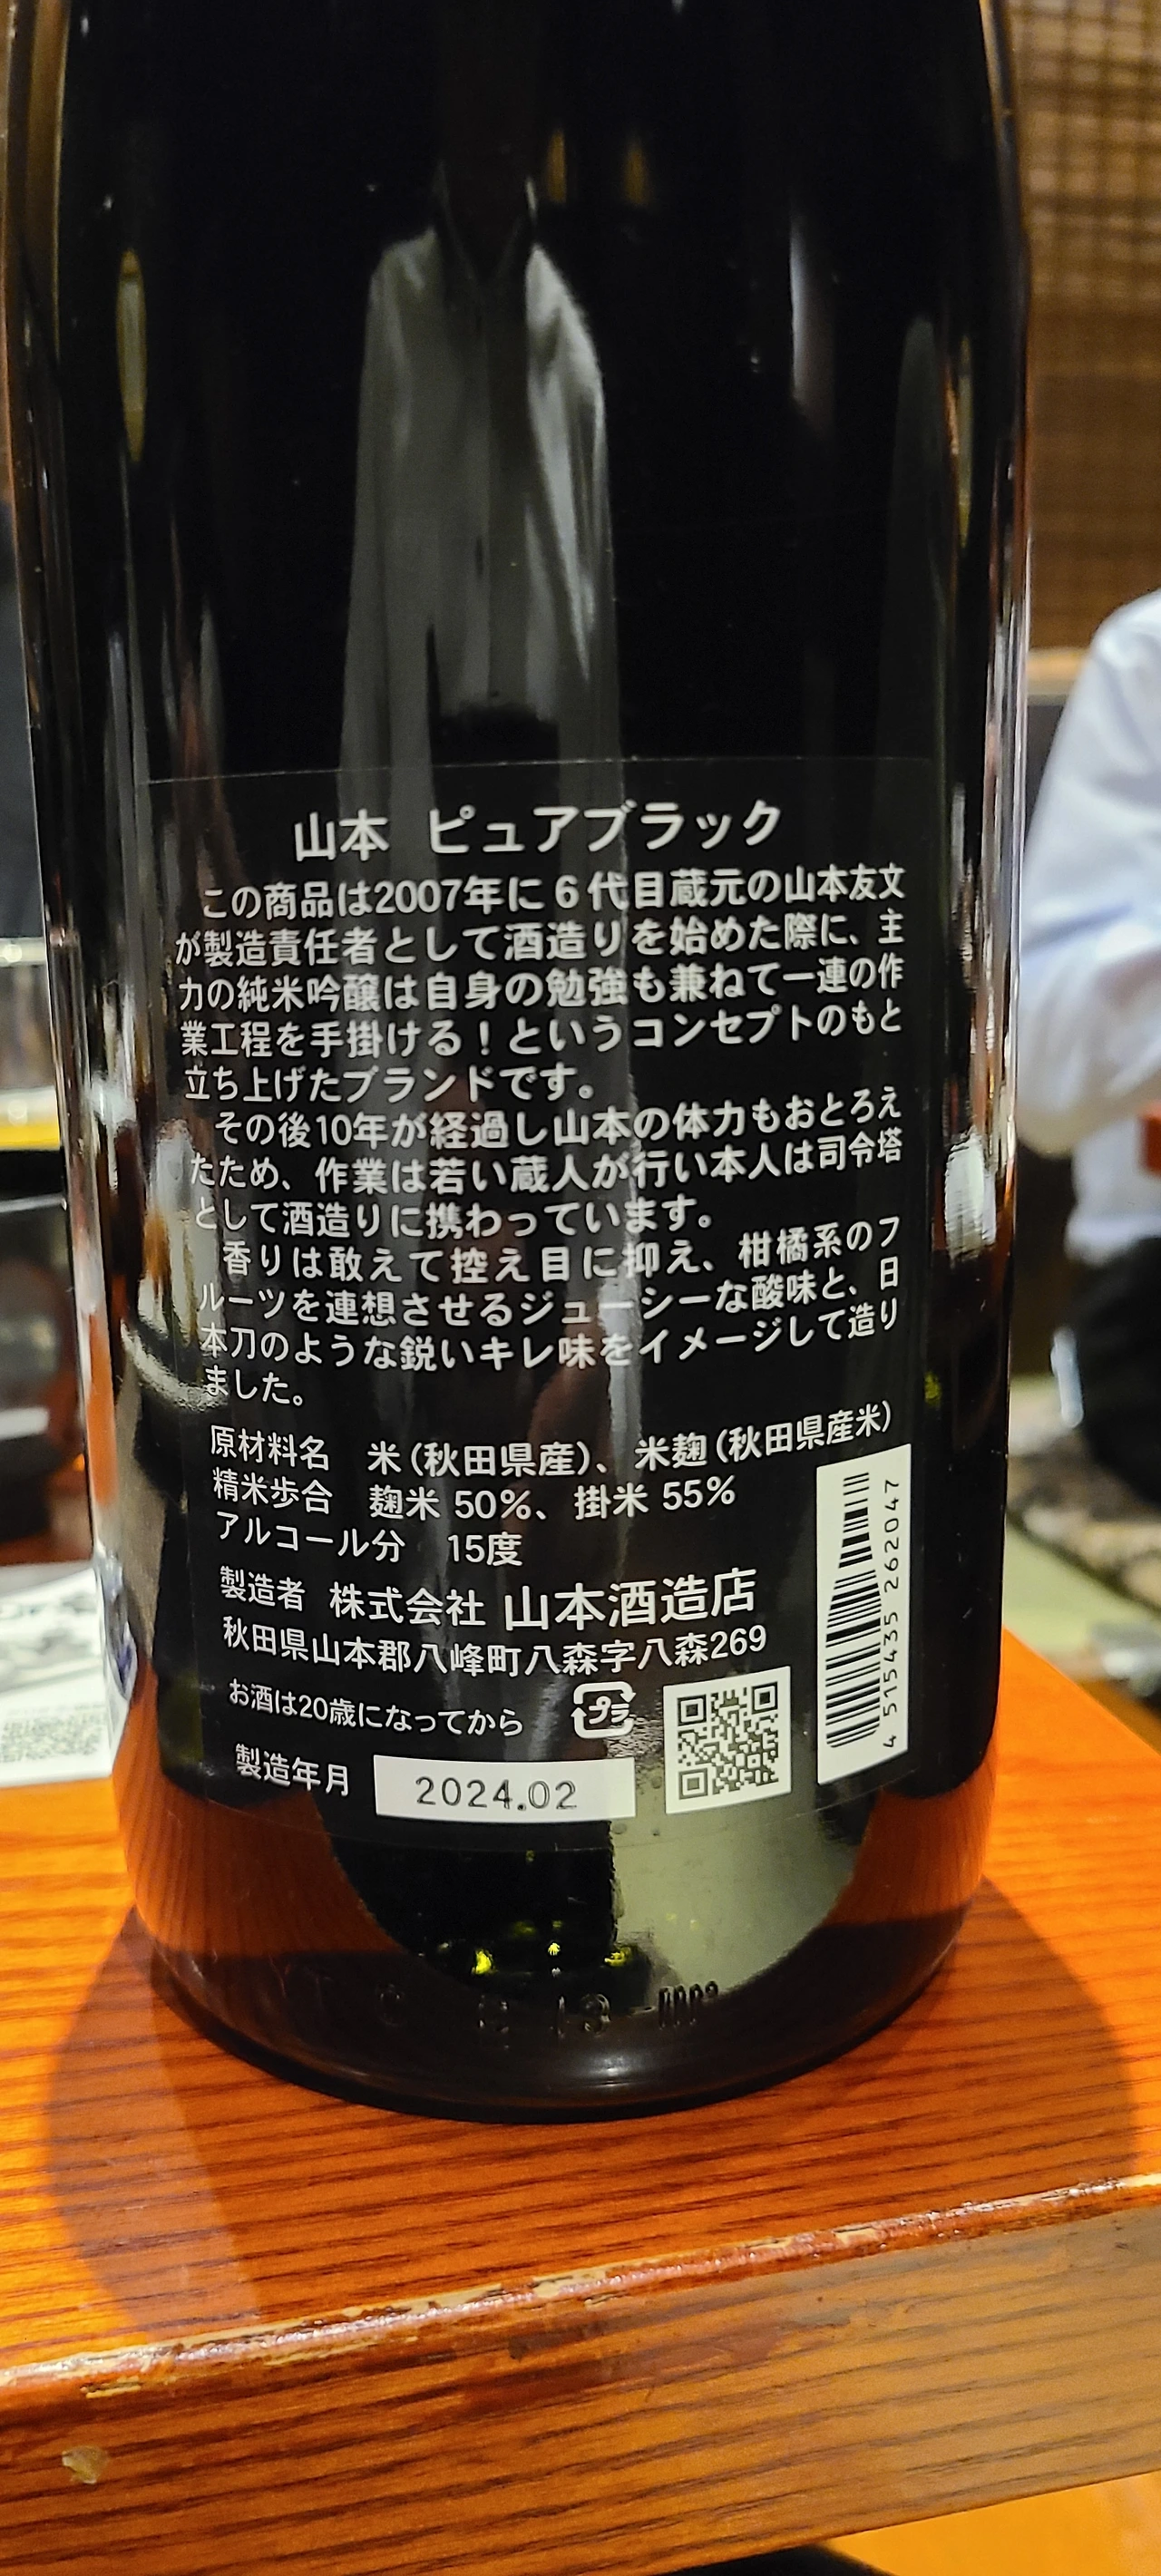 山本 ピュアブラック
この商品は2007年に6代目蔵元の山本友文
が製造責任者として酒造りを始めた際に、主
力の純米吟醸は自身の勉強も兼ねて一連の作
業工程を手掛ける！というコンセプトのもと
立ち上げたブランドです。
その後10年が経過し山本の体力もおとろえ
たため、作業は若い蔵人が行い本人は司令塔
として酒造りに携わっています。
香りは敢えて控え目に抑え、柑橘系のフ
ルーツを連想させるジューシーな酸味と、日
本刀のような鋭いキレ味をイメージして造り
ました。
原材料名 米（秋田県産）、米麹（秋田県産米）
精米歩合 麹米 50％、掛米 55％
アルコール分 15度
製造者 株式会社 山本酒造店
秋田県山本郡八峰町八森字八森269
お酒は20歳になってから
プラ
製造年月 2024.02
4 515435 262047